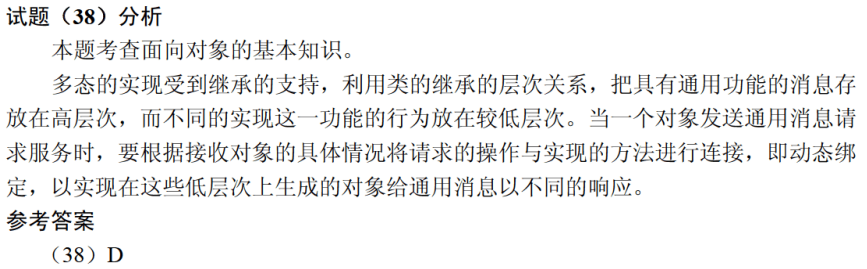 试题（38）分析
本题考查面向对象的基本知识。
多态的实现受到继承的支持，利用类的继承的层次关系，把具有通用功能的消息存
放在高层次，而不同的实现这一功能的行为放在较低层次。当一个对象发送通用消息请
求服务时，要根据接收对象的具体情况将请求的操作与实现的方法进行连接，即动态绑
定，以实现在这些低层次上生成的对象给通用消息以不同的响应。
参考答案
（38）D